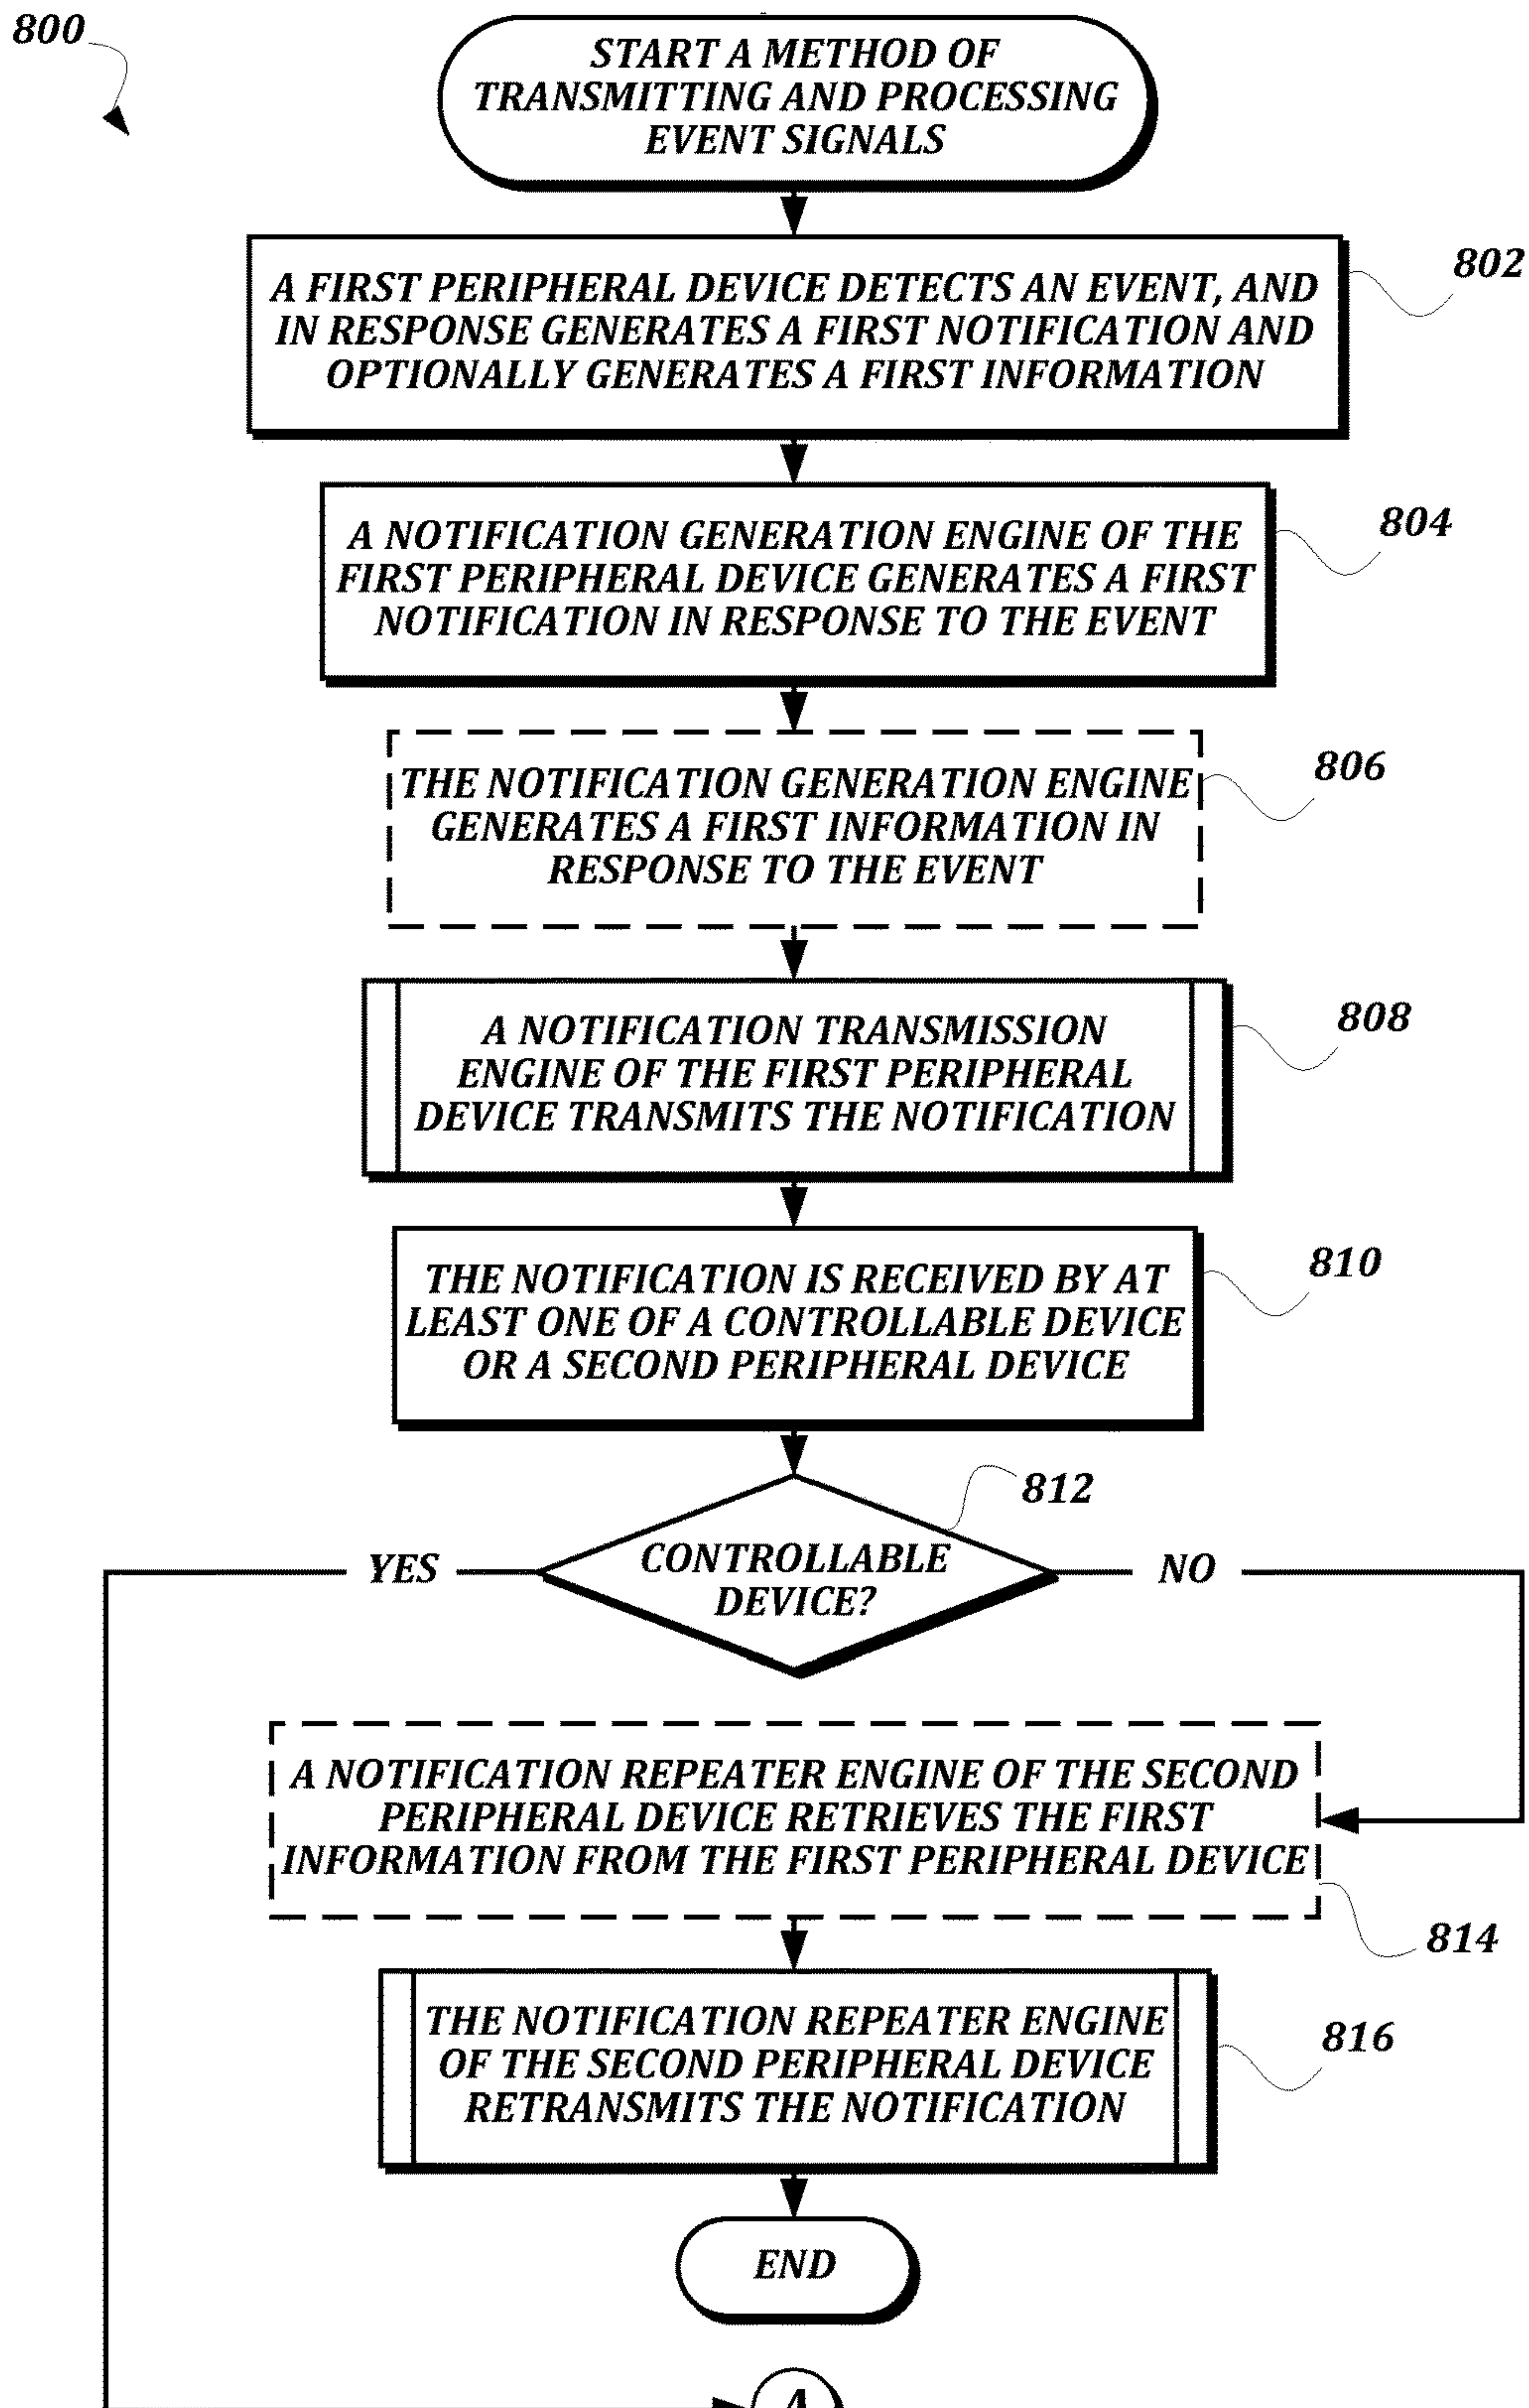 800
START A METHOD OF
TRANSMITTING AND PROCESSING
EVENT SIGNALS
A FIRST PERIPHERAL DEVICE DETECTS AN EVENT, AND
IN RESPONSE GENERATES A FIRST NOTIFICATION AND
OPTIONALLY GENERATES A FIRST INFORMATION
802
A NOTIFICATION GENERATION ENGINE OF THE
FIRST PERIPHERAL DEVICE GENERATES A FIRST
NOTIFICATION IN RESPONSE TO THE EVENT
804
THE NOTIFICATION GENERATION ENGINE
GENERATES A FIRST INFORMATION IN
RESPONSE TO THE EVENT
806
A NOTIFICATION TRANSMISSION
ENGINE OF THE FIRST PERIPHERAL
DEVICE TRANSMITS THE NOTIFICATION
808
THE NOTIFICATION IS RECEIVED BY AT
LEAST ONE OF A CONTROLLABLE DEVICE
OR A SECOND PERIPHERAL DEVICE
810
812
YES
CONTROLLABLE
DEVICE?
NO
A NOTIFICATION REPEATER ENGINE OF THE SECOND
PERIPHERAL DEVICE RETRIEVES THE FIRST
INFORMATION FROM THE FIRST PERIPHERAL DEVICE
814
THE NOTIFICATION REPEATER ENGINE
OF THE SECOND PERIPHERAL DEVICE
RETRANSMITS THE NOTIFICATION
816
END
A